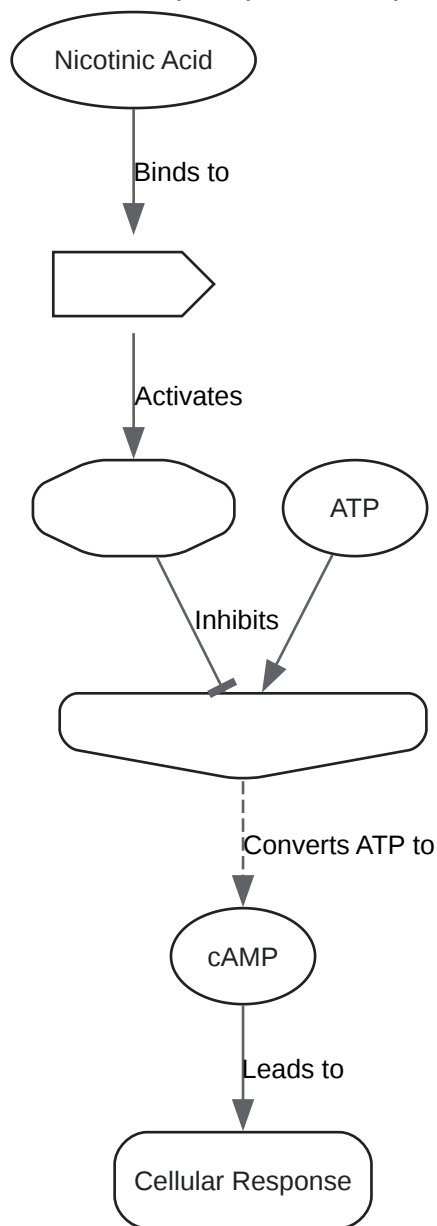 Nicotinic Acid
Binds to
Activates
ATP
Inhibits
Converts ATP to
cAMP
Leads to
Cellular Response